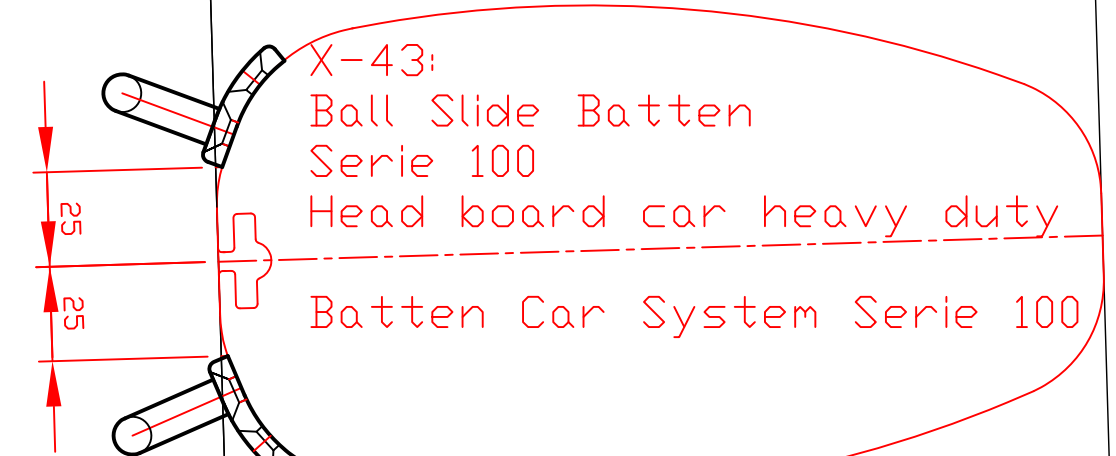 X-43:
Ball Slide Batten
Serie 100
Head board car heavy duty
25
25
Batten Car System Serie 100